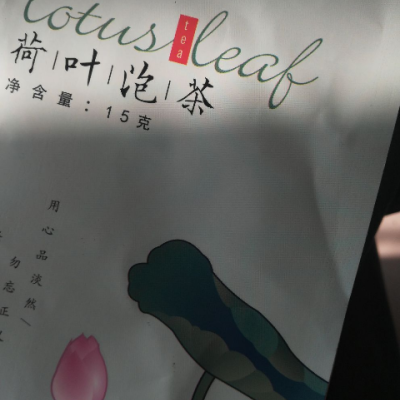 lotus tea leaf
荷叶泡茶
净含量：15克
用心品淡然/
勿忘正